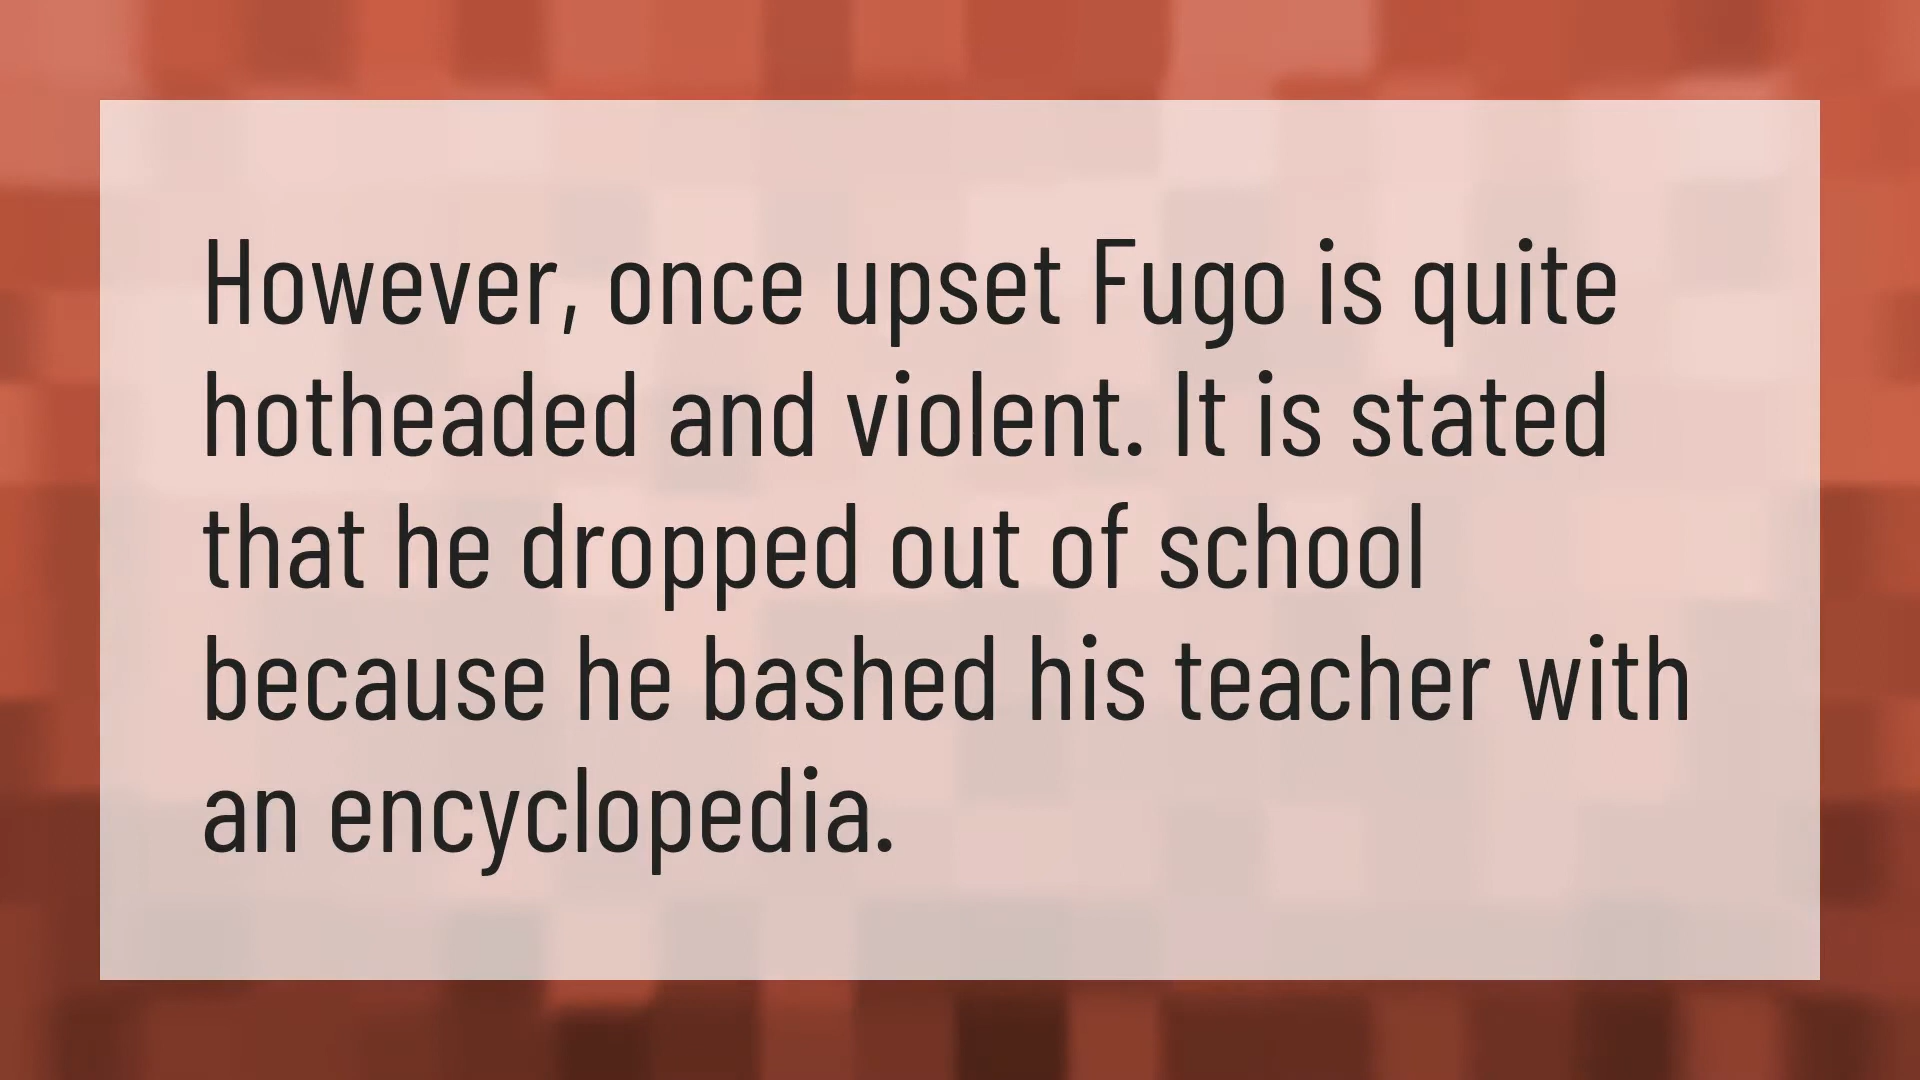 However, once upset Fugo is quite
hotheaded and violent. It is stated
that he dropped out of school
because he bashed his teacher with
an encyclopedia.